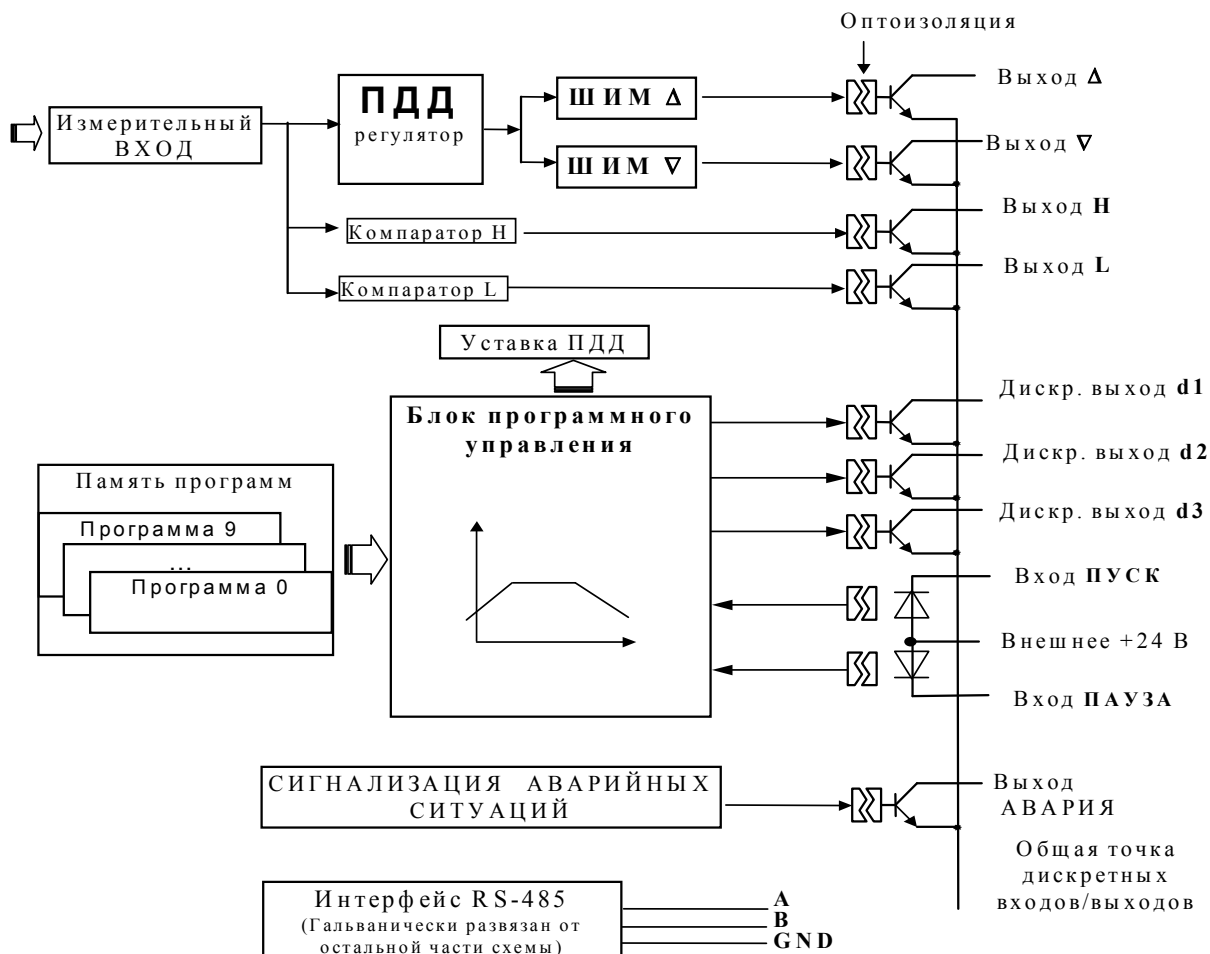 Оптоизоляция
Измерительный
ВХОД
ПДД
регулятор
ШИМ Δ
ШИМ ∇
Выход Δ
Выход ∇
Компаратор H
Выход H
Компаратор L
Выход L
Уставка ПДД
Блок программного
управления
Дискр. выход d1
Дискр. выход d2
Дискр. выход d3
Память программ
Программа 9
...
Программа 0
Вход ПУСК
Внешнее +24 В
Вход ПАУЗА
СИГНАЛИЗАЦИЯ АВАРИЙНЫХ
СИТУАЦИЙ
Выход
АВАРИЯ
Общая точка
дискретных
входов/выходов
Интерфейс RS-485
(Гальванически развязан от
остальной части схемы)
A
B
GND